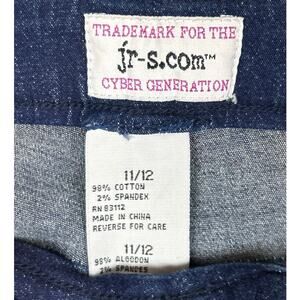 TRADEMARK FOR THE
jr-s.com™
CYBER GENERATION
11/12
98% COTTON
2% SPANDEX
RN 83112
MADE IN CHINA
REVERSE FOR CARE
11/12
98% ALGODON
2% SPANDES